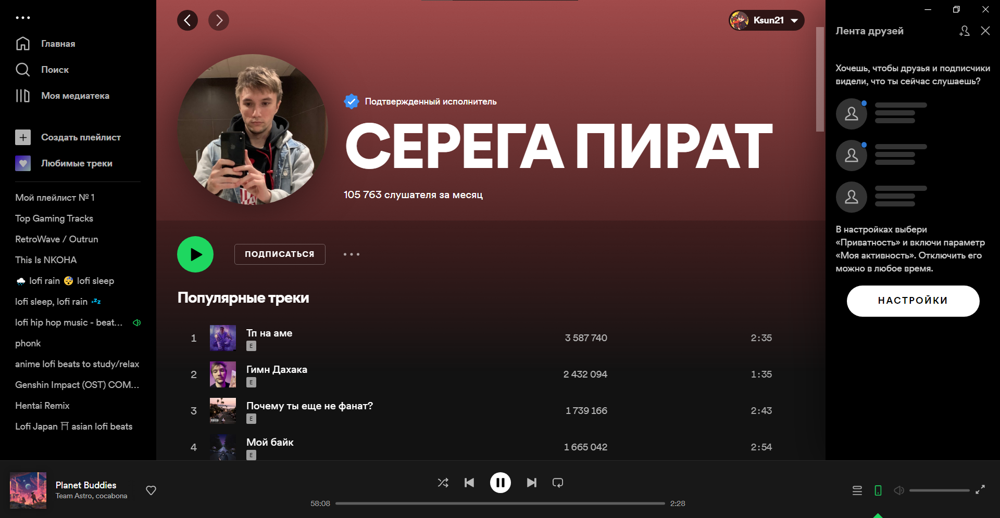 Главная
Поиск
Моя медиатека
Создать плейлист
Любимые треки
Мой плейлист № 1
Top Gaming Tracks
RetroWave / Outrun
This Is NKOHA
🌧 lofi rain 😴 lofi sleep
lofi sleep, lofi rain 💤
lofi hip hop music - beat...
phonk
anime lofi beats to study/relax
Genshin Impact (OST) COM...
Hentai Remix
Lofi Japan ⛩ asian lofi beats
Ksun21
Подтвержденный исполнитель
СЕРЕГА ПИРАТ
105 763 слушателя за месяц
ПОДПИСАТЬСЯ
Популярные треки
1 Тп на аме 3 587 740 2:35
E
2 Гимн Дахака 2 432 094 1:35
E
3 Почему ты еще не фанат? 1 739 166 2:43
E
4 Мой байк 1 665 042 2:54
E
Лента друзей
Хочешь, чтобы друзья и подписчики
видели, что ты сейчас слушаешь?
В настройках выбери
«Приватность» и включи параметр
«Моя активность». Отключить его
можно в любое время.
НАСТРОЙКИ
Planet Buddies
Team Astro, cocabona
58:08
2:28